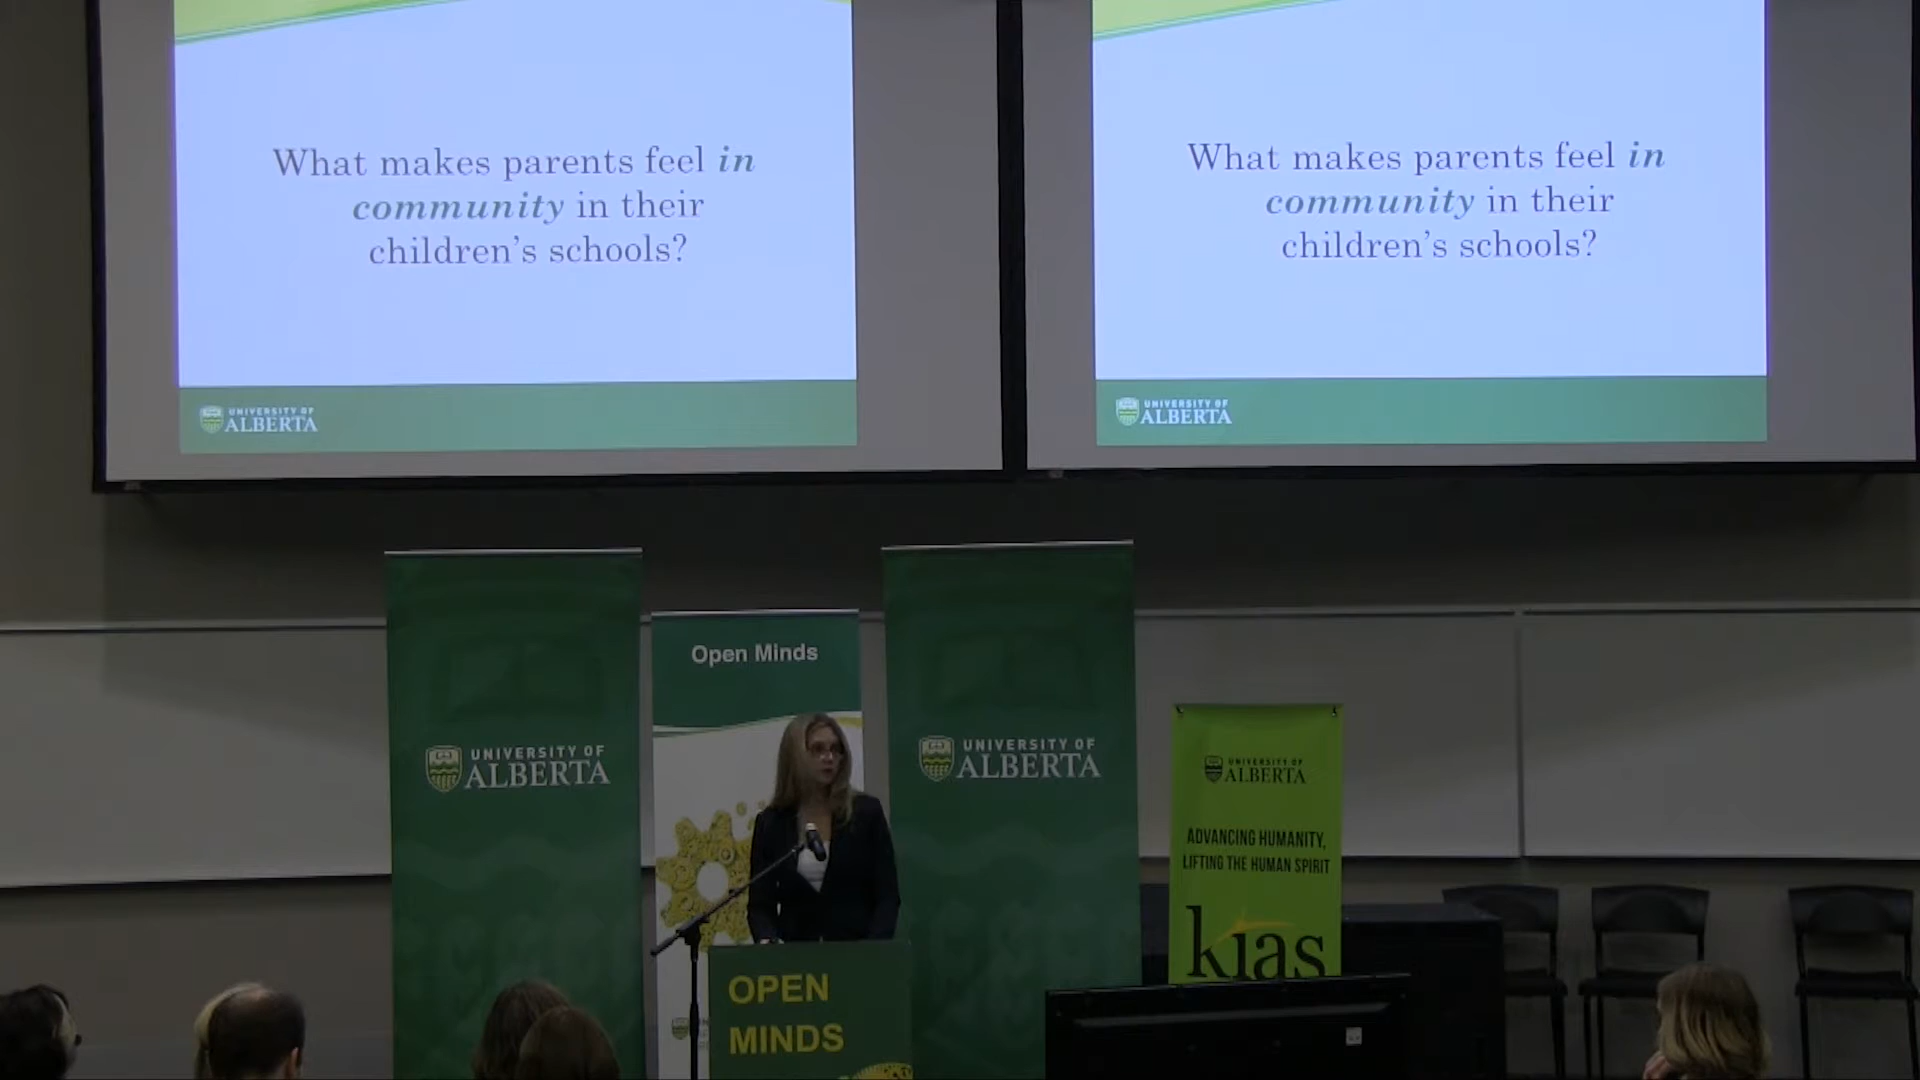 What makes parents feel in
community in their
children's schools?
UNIVERSITY OF
ALBERTA
What makes parents feel in
community in their
children's schools?
UNIVERSITY OF
ALBERTA
Open Minds
UNIVERSITY OF
ALBERTA
UNIVERSITY OF
ALBERTA
UNIVERSITY OF
ALBERTA
ADVANCING HUMANITY,
LIFTING THE HUMAN SPIRIT
kias
OPEN
MINDS